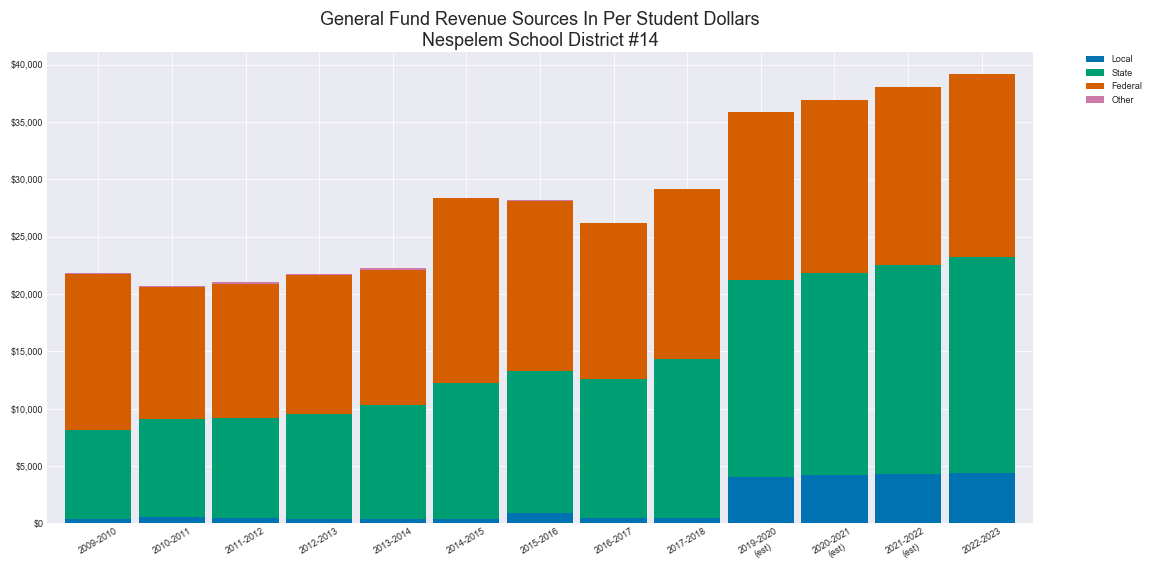 General Fund Revenue Sources In Per Student Dollars
Nespelem School District #14
$40,000
$35,000
$30,000
$25,000
$20,000
$15,000
$10,000
$5,000
$0
2009-2010
2010-2011
2011-2012
2012-2013
2013-2014
2014-2015
2015-2016
2016-2017
2017-2018
2019-2020
(est)
2020-2021
(est)
2021-2022
(est)
2022-2023
Local
State
Federal
Other